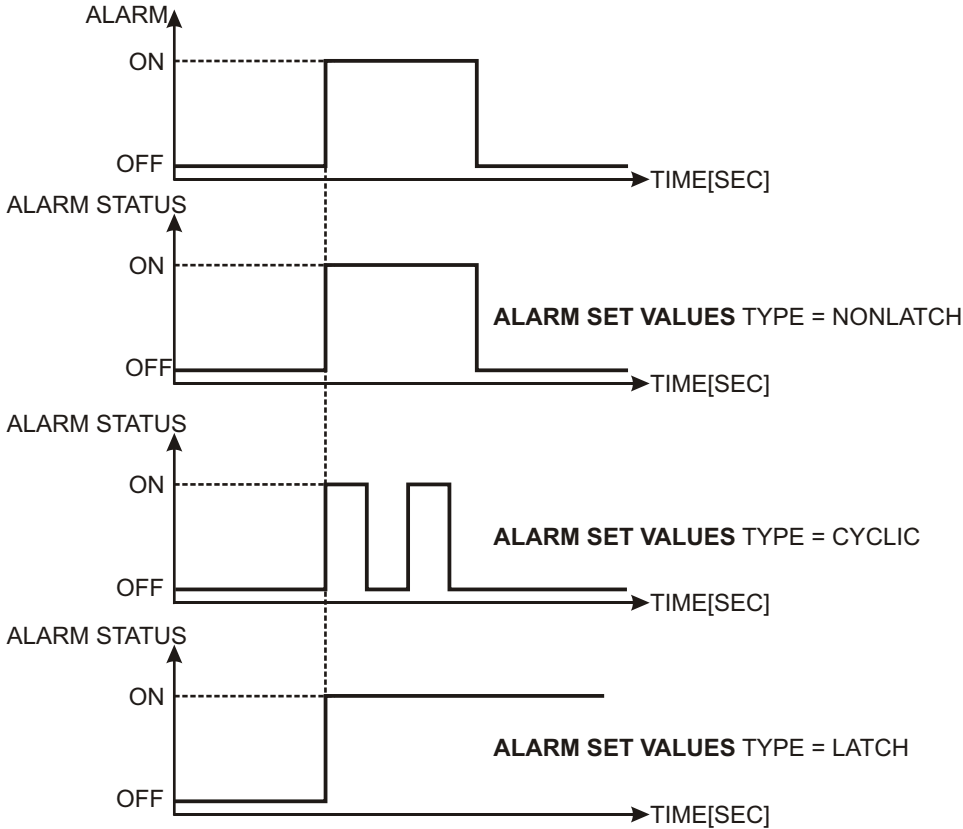 ALARM
ON
OFF
TIME[SEC]
ALARM STATUS
ON
ALARM SET VALUES TYPE = NONLATCH
OFF
TIME[SEC]
ALARM STATUS
ON
ALARM SET VALUES TYPE = CYCLIC
OFF
TIME[SEC]
ALARM STATUS
ON
ALARM SET VALUES TYPE = LATCH
OFF
TIME[SEC]